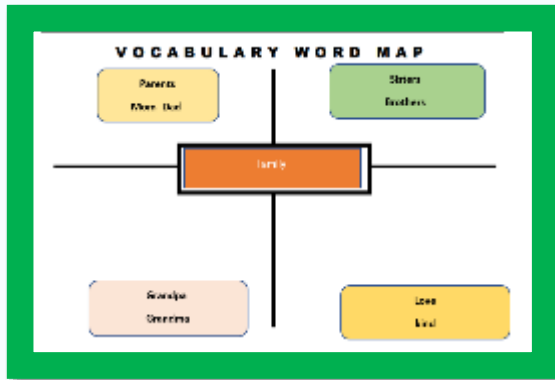 VOCABULARY WORD MAP
Parents
Mom Dad
Sisters
Brothers
family
Grandpa
Grandma
Love
kind